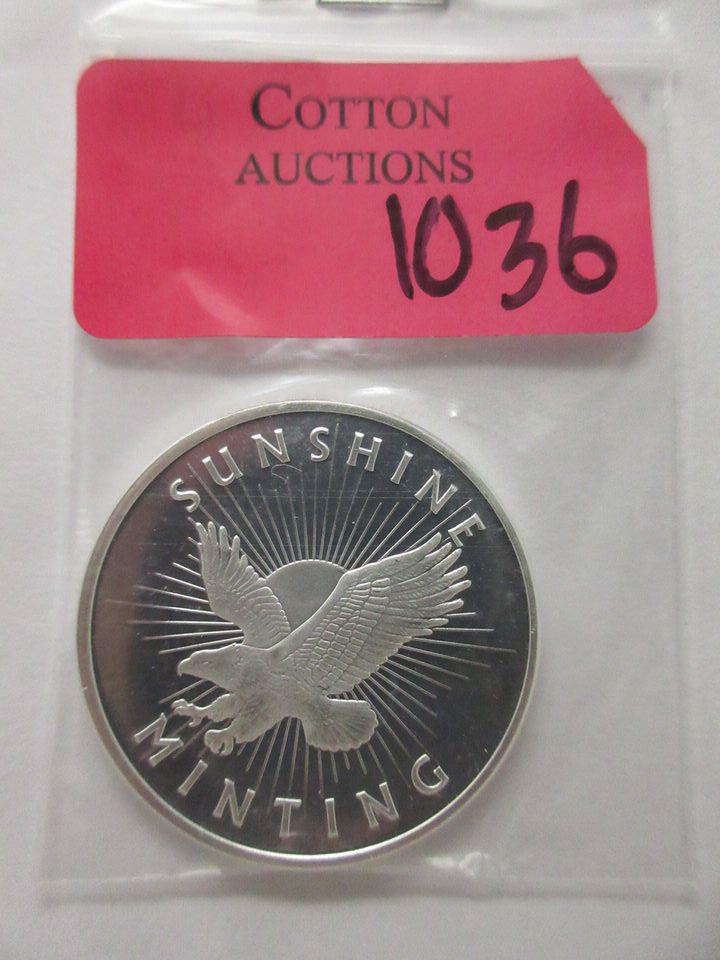 COTTON
AUCTIONS
1036
SUNSHINE
MINTING